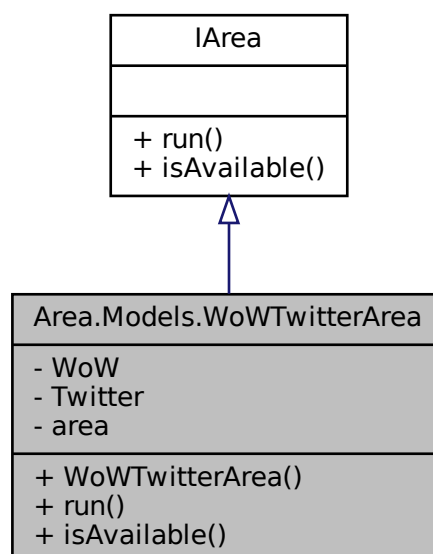 IArea
+ run()
+ isAvailable()
Area.Models.WoWTwitterArea
- WoW
- Twitter
- area
+ WoWTwitterArea()
+ run()
+ isAvailable()